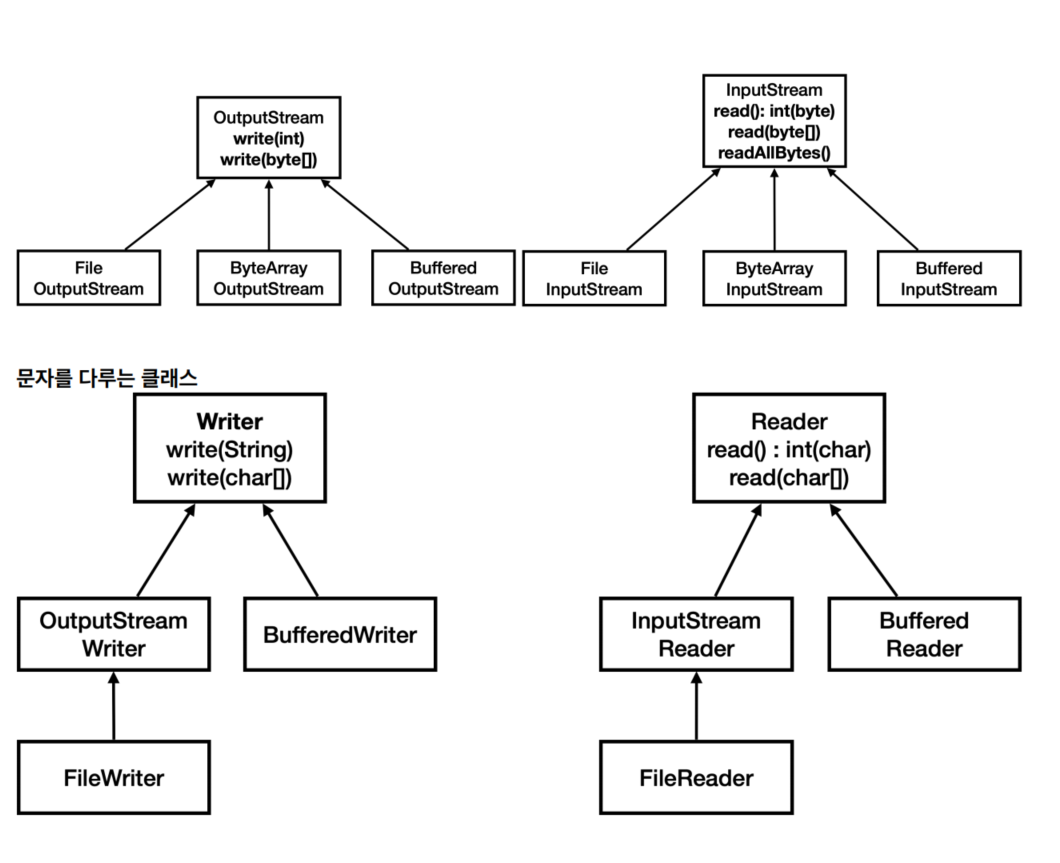 OutputStream
write(int)
write(byte[])
InputStream
read(): int(byte)
read(byte[])
readAllBytes()
File
OutputStream
ByteArray
OutputStream
Buffered
OutputStream
File
InputStream
ByteArray
InputStream
Buffered
InputStream
문자를 다루는 클래스
Writer
write(String)
write(char[])
Reader
read() : int(char)
read(char[])
OutputStream
Writer
BufferedWriter
InputStream
Reader
Buffered
Reader
FileWriter
FileReader